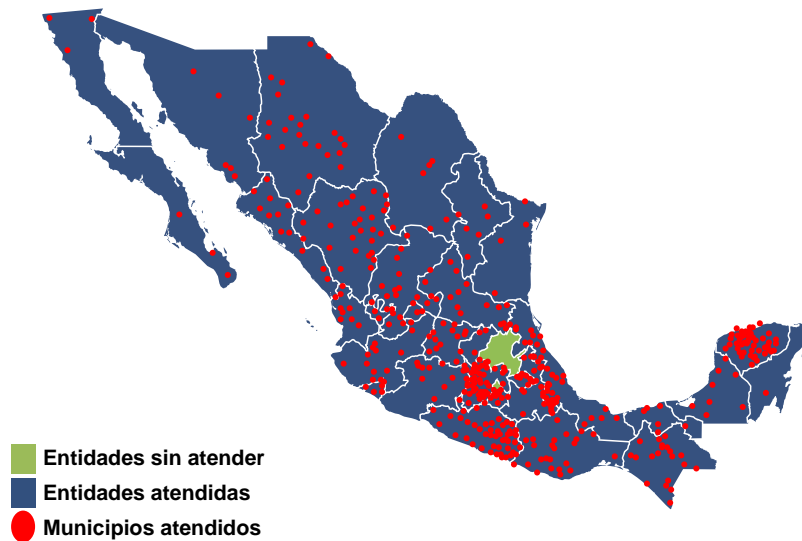 Entidades sin atender
Entidades atendidas
Municipios atendidos